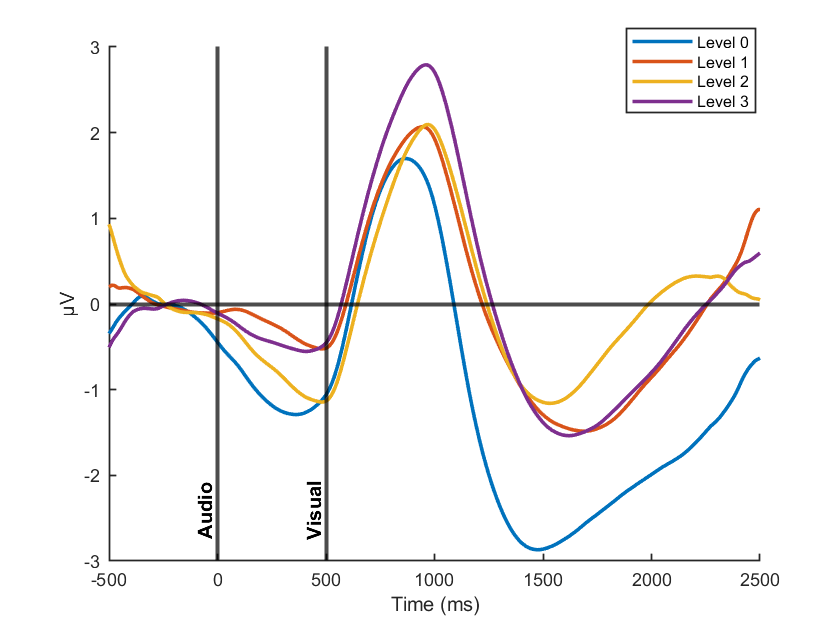 Level 0
Level 1
Level 2
Level 3
3
2
1
0
-1
-2
-3
μV
Audio
Visual
-500
0
500
1000
1500
2000
2500
Time (ms)